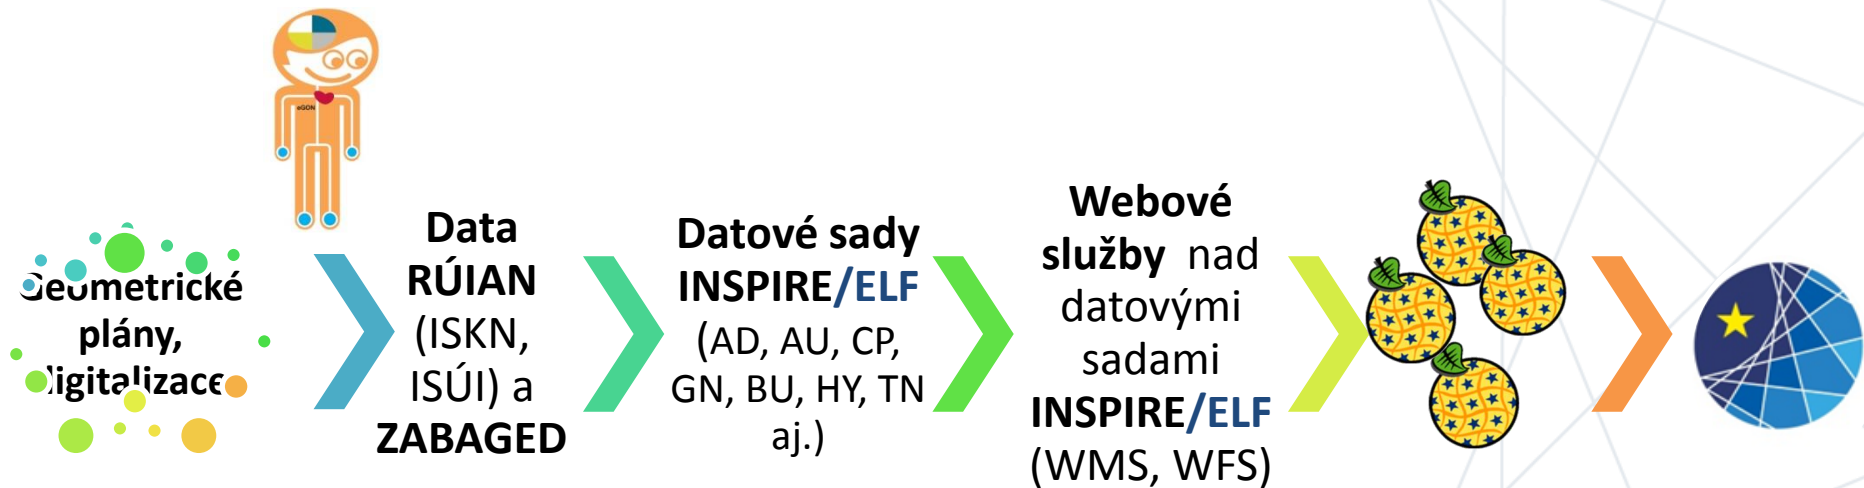 eGON
Geometrické
plány,
digitalizace
Data
RÚIAN
(ISKN,
ISÚI) a
ZABAGED
Datové sady
INSPIRE/ELF
(AD, AU, CP,
GN, BU, HY, TN
aj.)
Webové
služby nad
datovými
sadami
INSPIRE/ELF
(WMS, WFS)